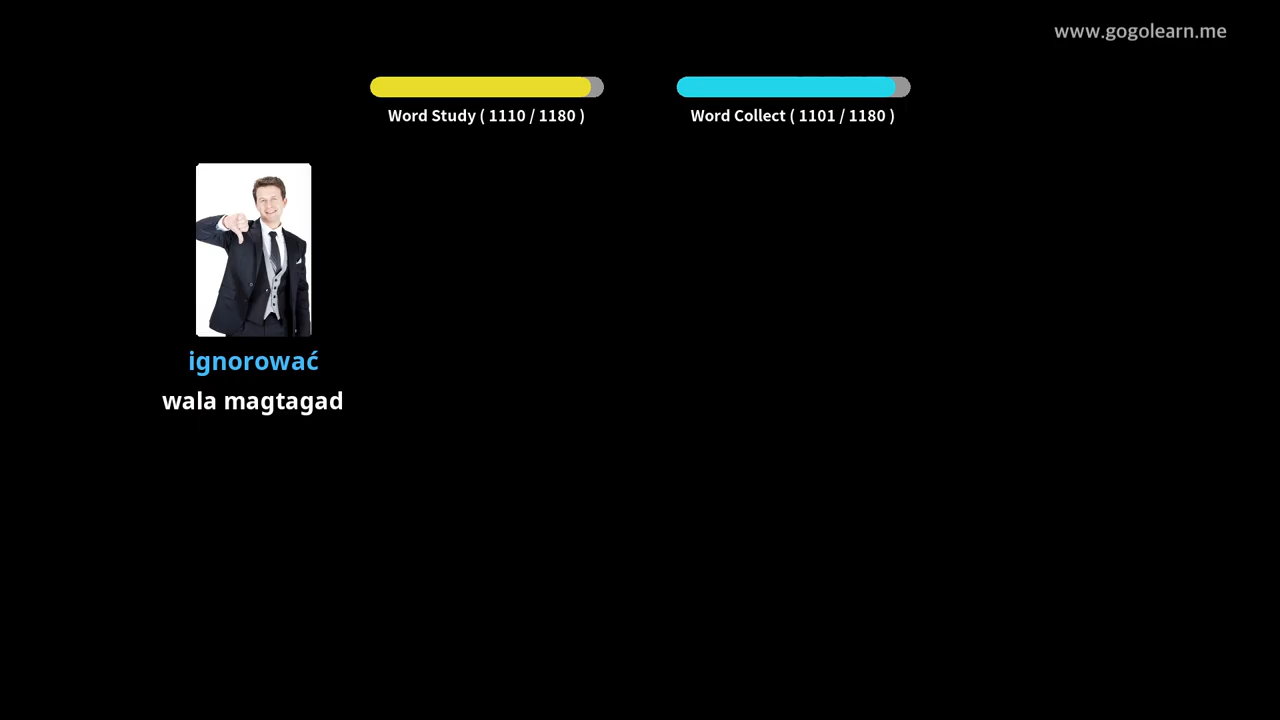 www.gogolearn.me
Word Study ( 1110 / 1180 )
Word Collect ( 1101 / 1180 )
ignorować
wala magtagad